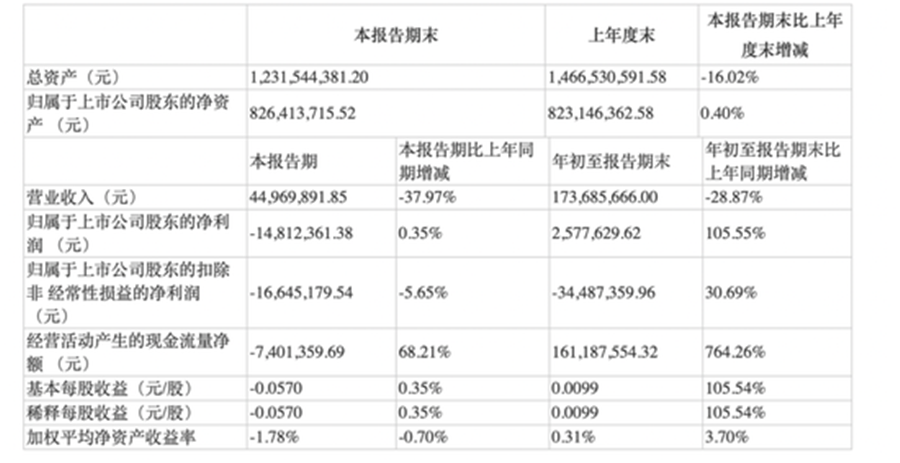 本报告期末 上年度末 本报告期末比上年
度末增减
总资产（元） 1,231,544,381.20 1,466,530,591.58 -16.02%
归属于上市公司股东的净资
产 （元） 826,413,715.52 823,146,362.58 0.40%
本报告期 本报告期比上年同
期增减 年初至报告期末 年初至报告期末比
上年同期增减
营业收入（元） 44,969,891.85 -37.97% 173,685,666.00 -28.87%
归属于上市公司股东的净利
润 （元） -14,812,361.38 0.35% 2,577,629.62 105.55%
归属于上市公司股东的扣除
非 经常性损益的净利润
（元） -16,645,179.54 -5.65% -34,487,359.96 30.69%
经营活动产生的现金流量净
额 （元） -7,401,359.69 68.21% 161,187,554.32 764.26%
基本每股收益（元/股） -0.0570 0.35% 0.0099 105.54%
稀释每股收益（元/股） -0.0570 0.35% 0.0099 105.54%
加权平均净资产收益率 -1.78% -0.70% 0.31% 3.70%